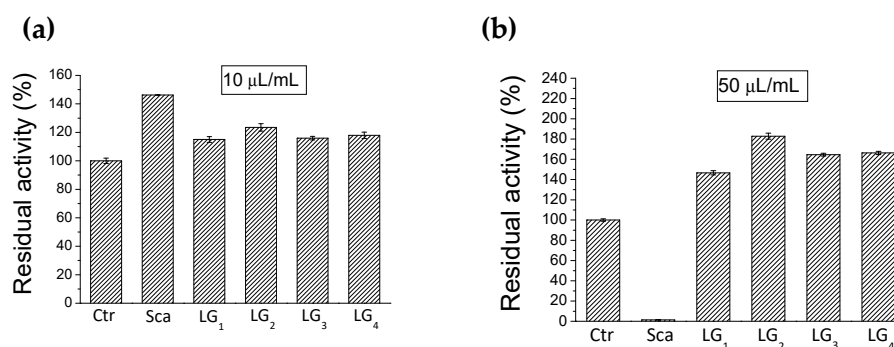 (a)
10 μL/mL
Residual activity (%)
160
140
120
100
80
60
40
20
0
Ctr Sca LG₁ LG₂ LG₃ LG₄
(b)
50 μL/mL
Residual activity (%)
240
220
200
180
160
140
120
100
80
60
40
20
0
Ctr Sca LG₁ LG₂ LG₃ LG₄